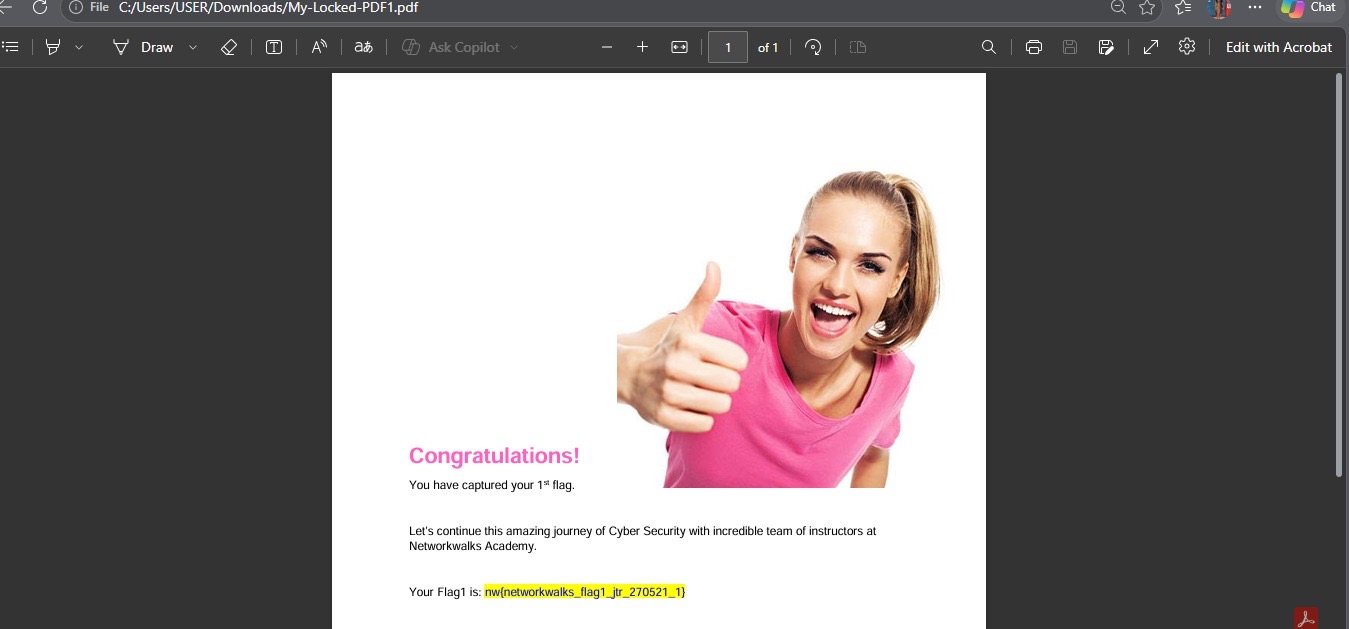 File C:/Users/USER/Downloads/My-Locked-PDF1.pdf Chat
Draw A aあ Ask Copilot 1 of 1 Edit with Acrobat
Congratulations!
You have captured your 1st flag.
Let's continue this amazing journey of Cyber Security with incredible team of instructors at
Networkwalks Academy.
Your Flag1 is: nw{networkwalks_flag1_jtr_270521_1}